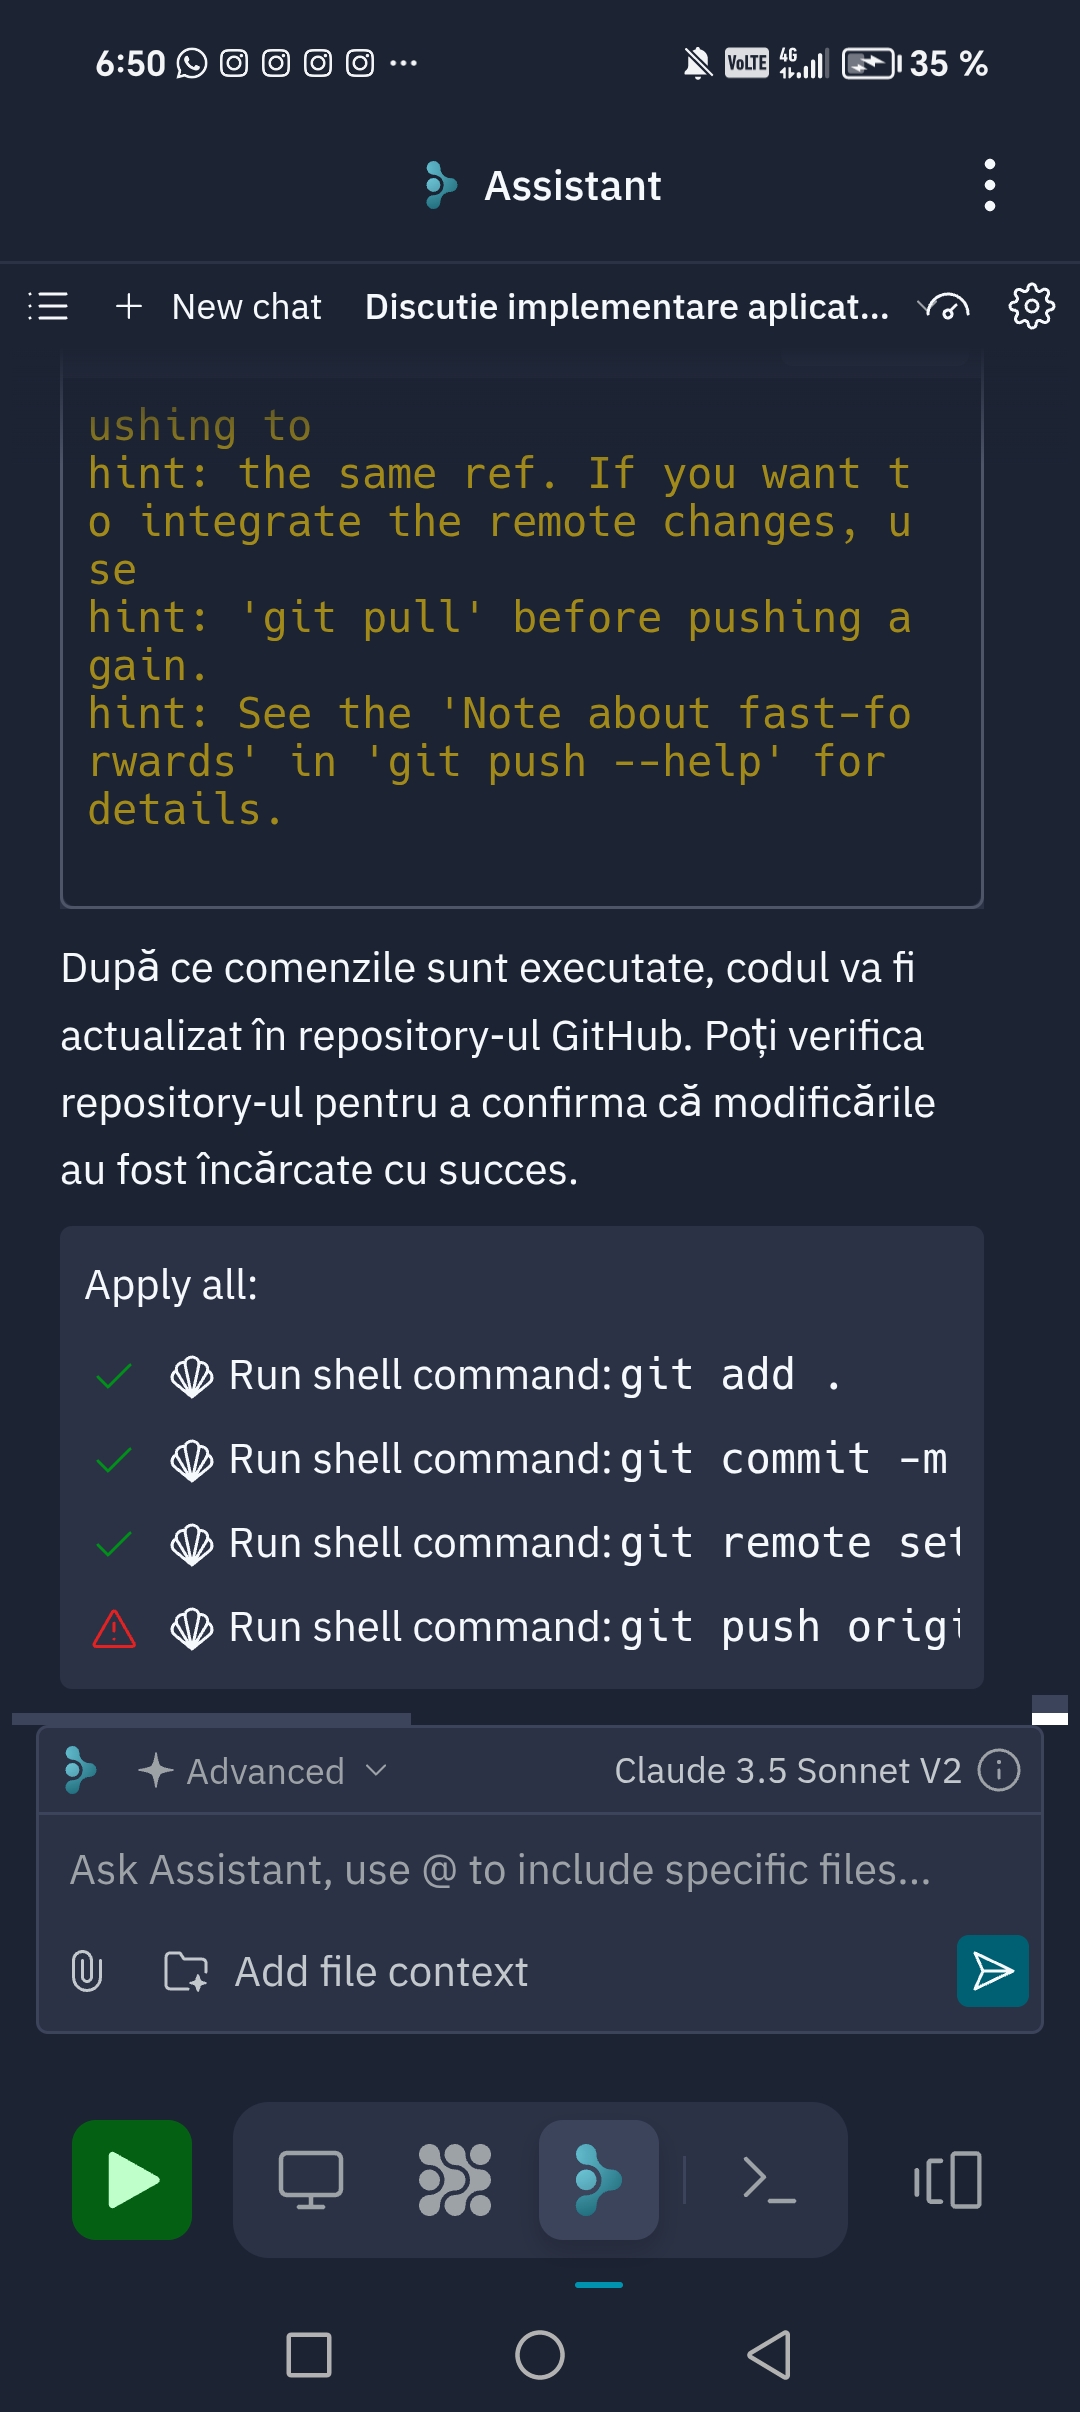 6:50
VoLTE
4G
35 %
Assistant
New chat
Discutie implementare aplicat...
ushing to
hint: the same ref. If you want t
o integrate the remote changes, u
se
hint: 'git pull' before pushing a
gain.
hint: See the 'Note about fast-fo
rwards' in 'git push --help' for
details.
După ce comenzile sunt executate, codul va fi
actualizat în repository-ul GitHub. Poți verifica
repository-ul pentru a confirma că modificările
au fost încărcate cu succes.
Apply all:
Run shell command: git add .
Run shell command: git commit -m
Run shell command: git remote set
Run shell command: git push origi
Advanced
Claude 3.5 Sonnet V2
Ask Assistant, use @ to include specific files...
Add file context